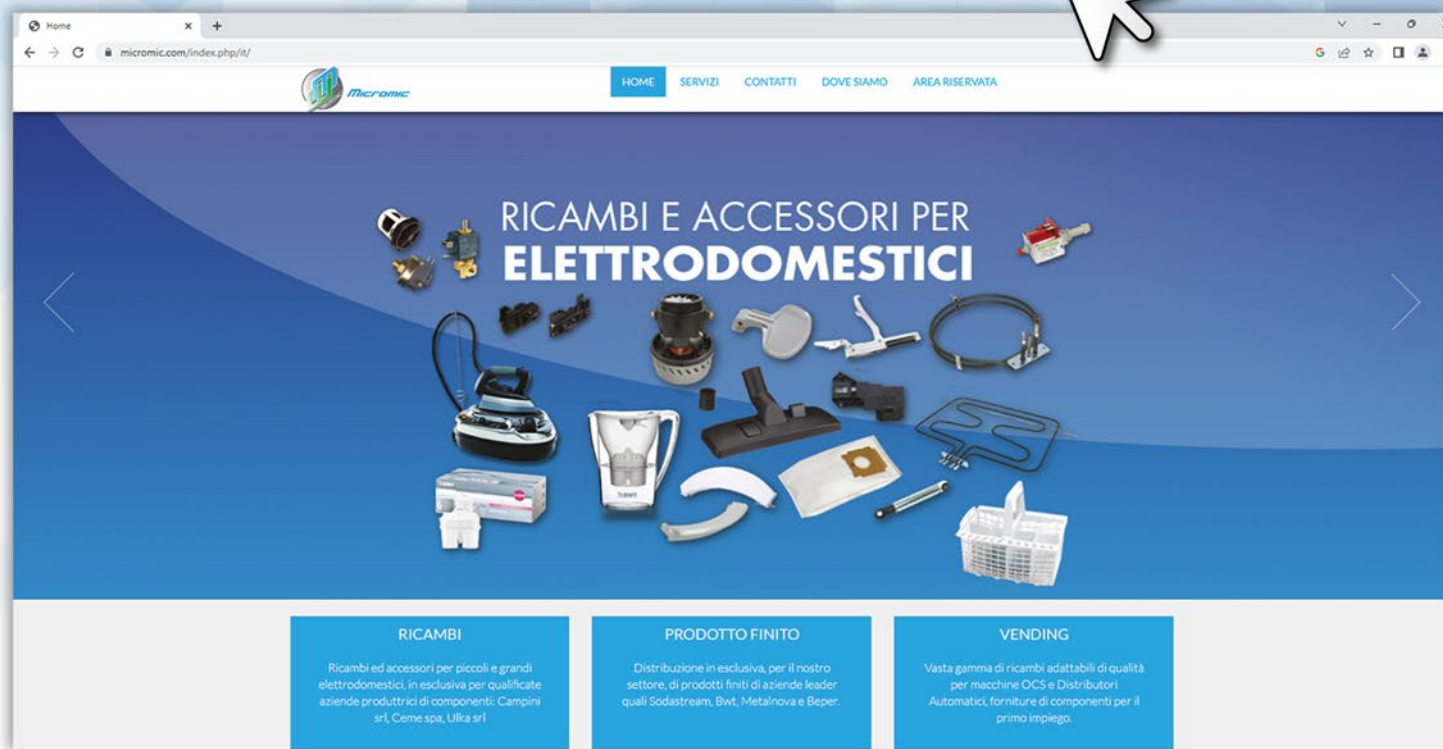 Home
micromic.com/index.php/it/
Micromic
HOME SERVIZI CONTATTI DOVE SIAMO AREA RISERVATA
RICAMBI E ACCESSORI PER
ELETTRODOMESTICI
RICAMBI
Ricambi ed accessori per piccoli e grandi
elettrodomestici, in esclusiva per qualificate
aziende produttrici di componenti: Campini
srl, Ceme spa, Ulka srl
PRODOTTO FINITO
Distribuzione in esclusiva, per il nostro
settore, di prodotti finiti di aziende leader
quali Sodastream, Bwt, Metalnova e Beper.
VENDING
Vasta gamma di ricambi adattabili di qualità
per macchine OCS e Distributori
Automatici, forniture di componenti per il
primo impiego.